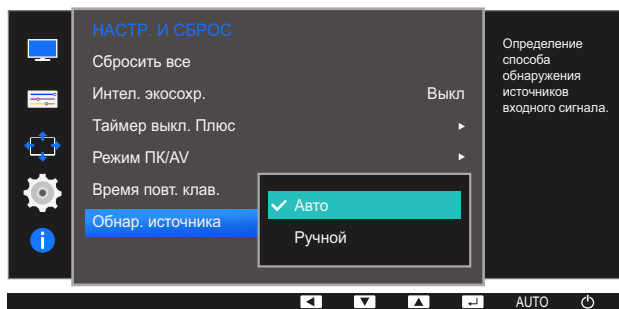 НАСТР. И СБРОС
Сбросить все
Интел. экосохр. Выкл
Таймер выкл. Плюс
Режим ПК/AV
Время повт. клав.
Обнар. источника
Авто
Ручной
Определение
способа
обнаружения
источников
входного сигнала.
AUTO